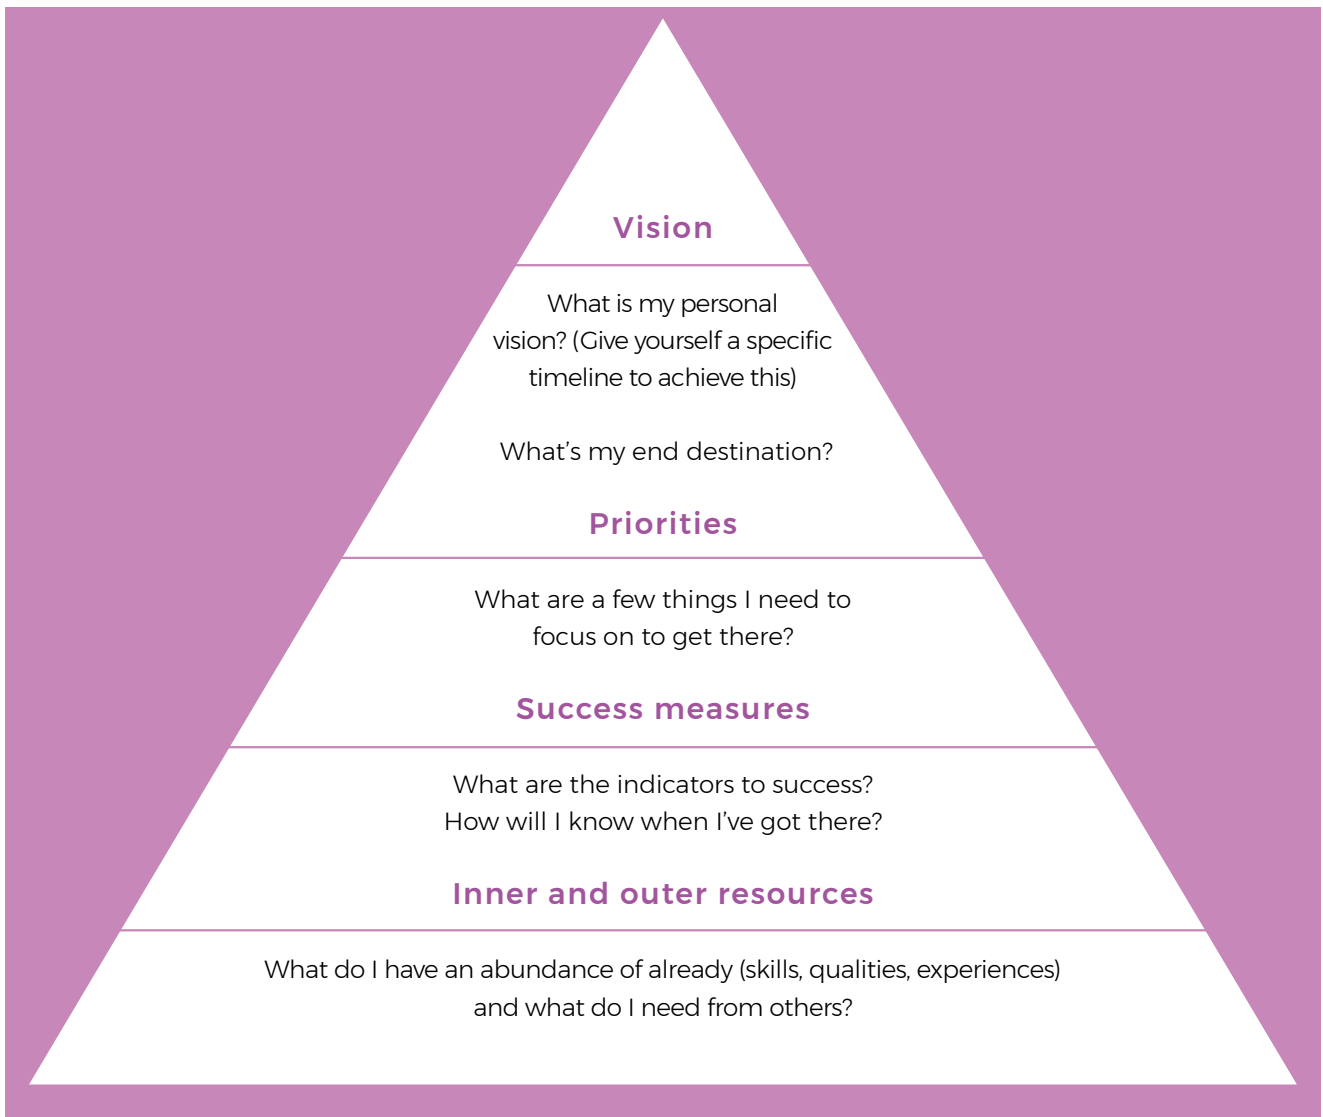 Vision
What is my personal
vision? (Give yourself a specific
timeline to achieve this)
What’s my end destination?
Priorities
What are a few things I need to
focus on to get there?
Success measures
What are the indicators to success?
How will I know when I’ve got there?
Inner and outer resources
What do I have an abundance of already (skills, qualities, experiences)
and what do I need from others?